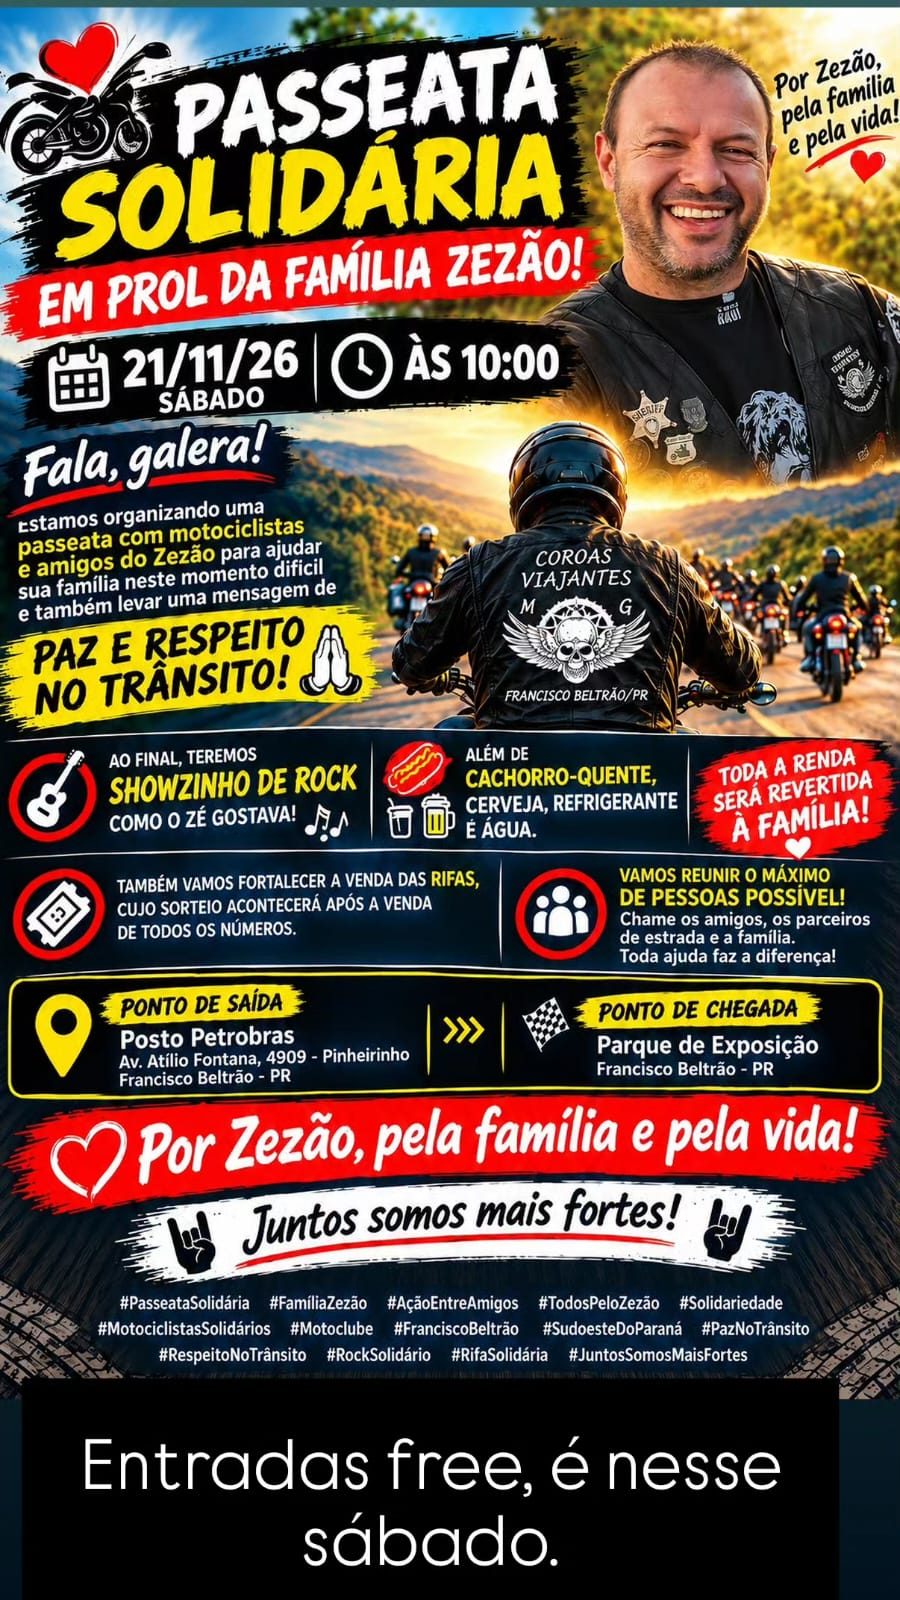 PASSEATA
SOLIDÁRIA
EM PROL DA FAMÍLIA ZEZÃO!
Por Zezão,
pela familia
e pela vida!
21/11/26
SÁBADO
ÀS 10:00
SHERIFF
Fala, galera!
Estamos organizando uma
passeata com motociclistas
e amigos do Zezão para ajudar
sua família neste momento dificil
e também levar uma mensagem de
PAZ E RESPEITO
NO TRÂNSITO!
COROAS
VIAJANTES
M G
FRANCISCO BELTRÃO/PR
AO FINAL, TEREMOS
SHOWZINHO DE ROCK
COMO O ZÉ GOSTAVA!
ALÉM DE
CACHORRO-QUENTE,
CERVEJA, REFRIGERANTE
É ÁGUA.
TODA A RENDA
SERÁ REVERTIDA
À FAMÍLIA!
TAMBÉM VAMOS FORTALECER A VENDA DAS RIFAS,
CUJO SORTEIO ACONTECERÁ APÓS A VENDA
DE TODOS OS NÚMEROS.
VAMOS REUNIR O MÁXIMO
DE PESSOAS POSSÍVEL!
Chame os amigos, os parceiros
de estrada e a família.
Toda ajuda faz a diferença!
PONTO DE SAÍDA
Posto Petrobras
Av. Atílio Fontana, 4909 - Pinheirinho
Francisco Beltrão - PR
PONTO DE CHEGADA
Parque de Exposição
Francisco Beltrão - PR
Por Zezão, pela família e pela vida!
Juntos somos mais fortes!
#PasseataSolidária #FamíliaZezão #AçãoEntreAmigos #TodosPeloZezão #Solidariedade
#MotociclistasSolidários #Motoclube #FranciscoBeltrão #SudoesteDoParaná #PazNoTrânsito
#RespeitoNoTrânsito #RockSolidário #RifaSolidária #JuntosSomosMaisFortes
Entradas free, é nesse
sábado.